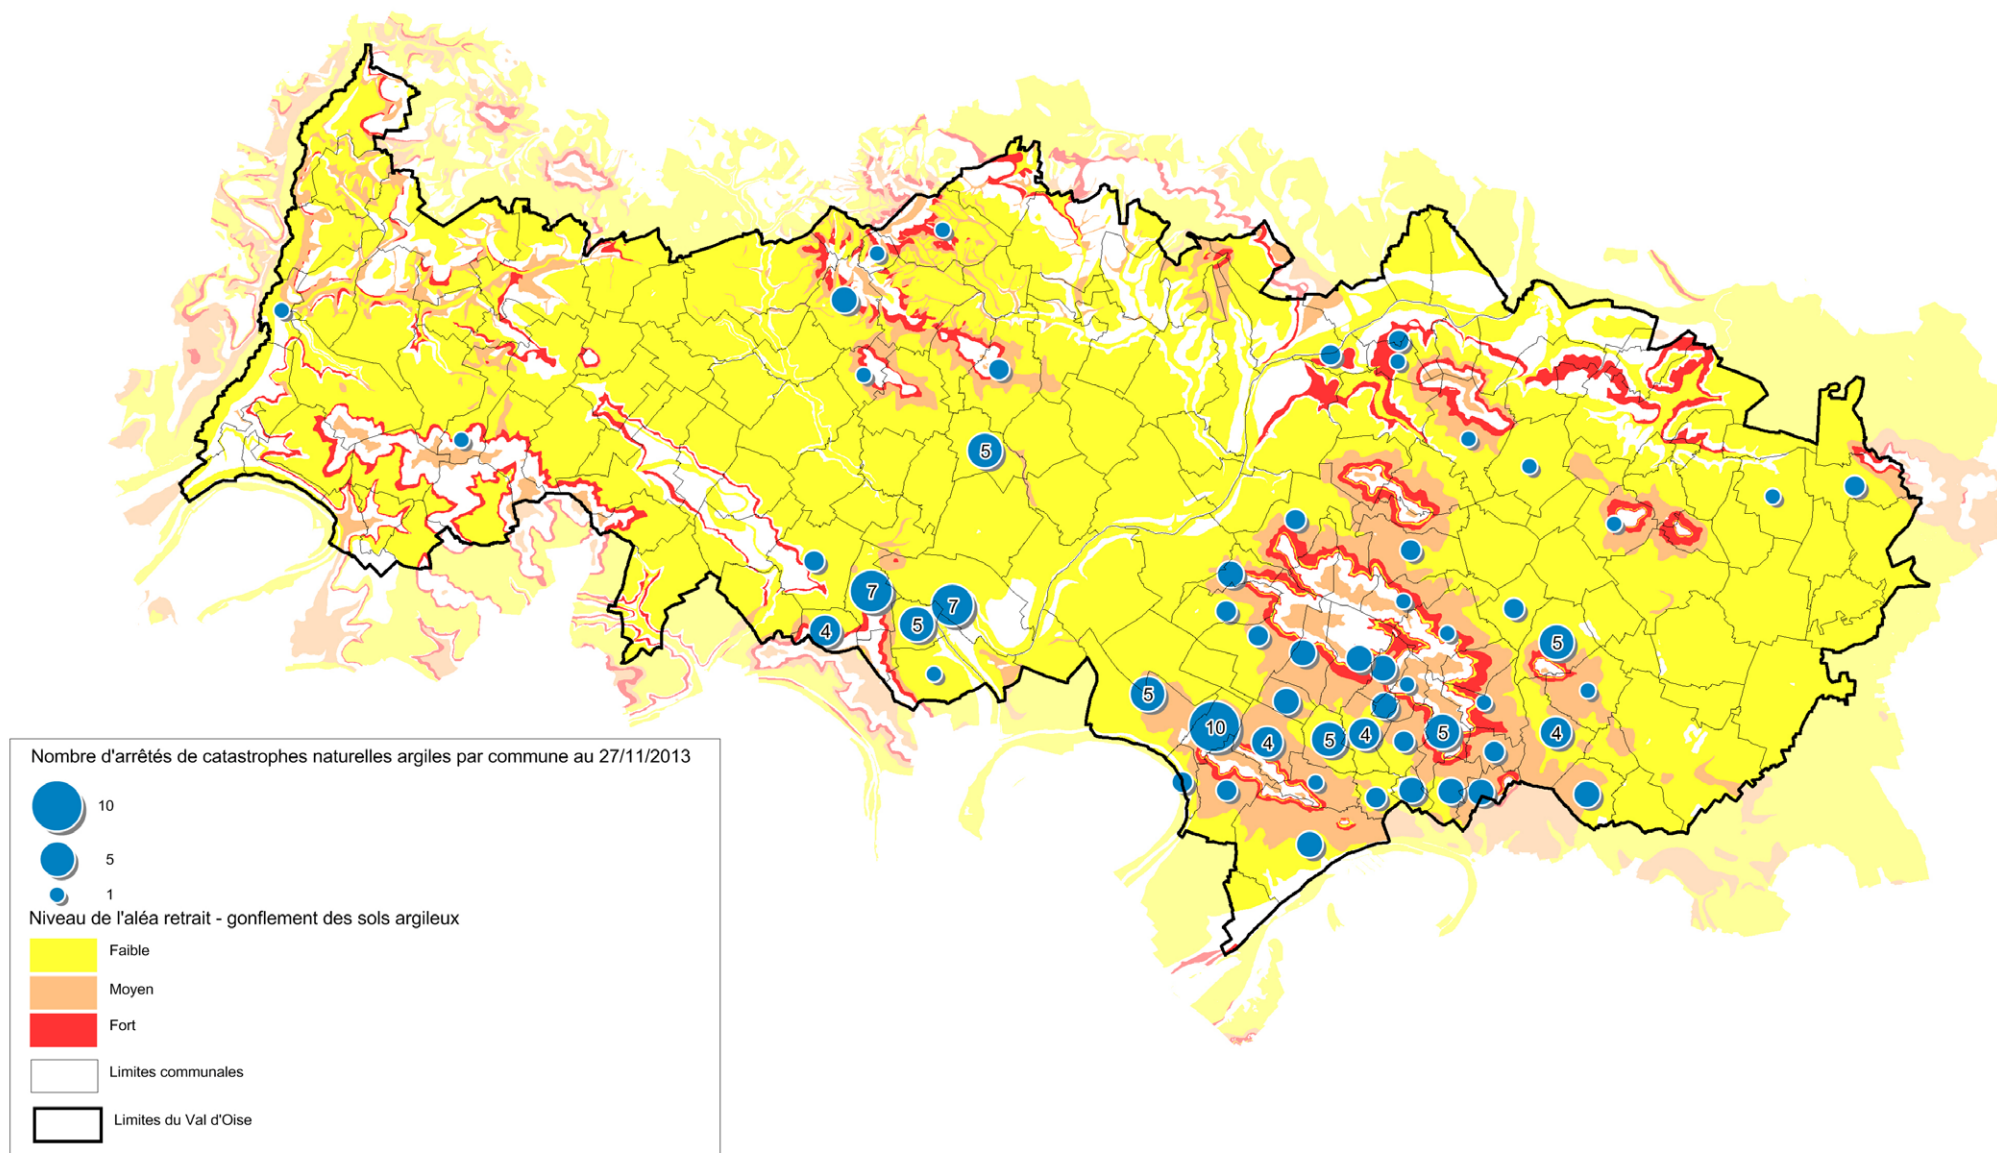 5
7
7
5
4
5
5
10
4
5
4
5
4
Nombre d'arrêtés de catastrophes naturelles argiles par commune au 27/11/2013
10
5
1
Niveau de l'aléa retrait - gonflement des sols argileux
Faible
Moyen
Fort
Limites communales
Limites du Val d'Oise